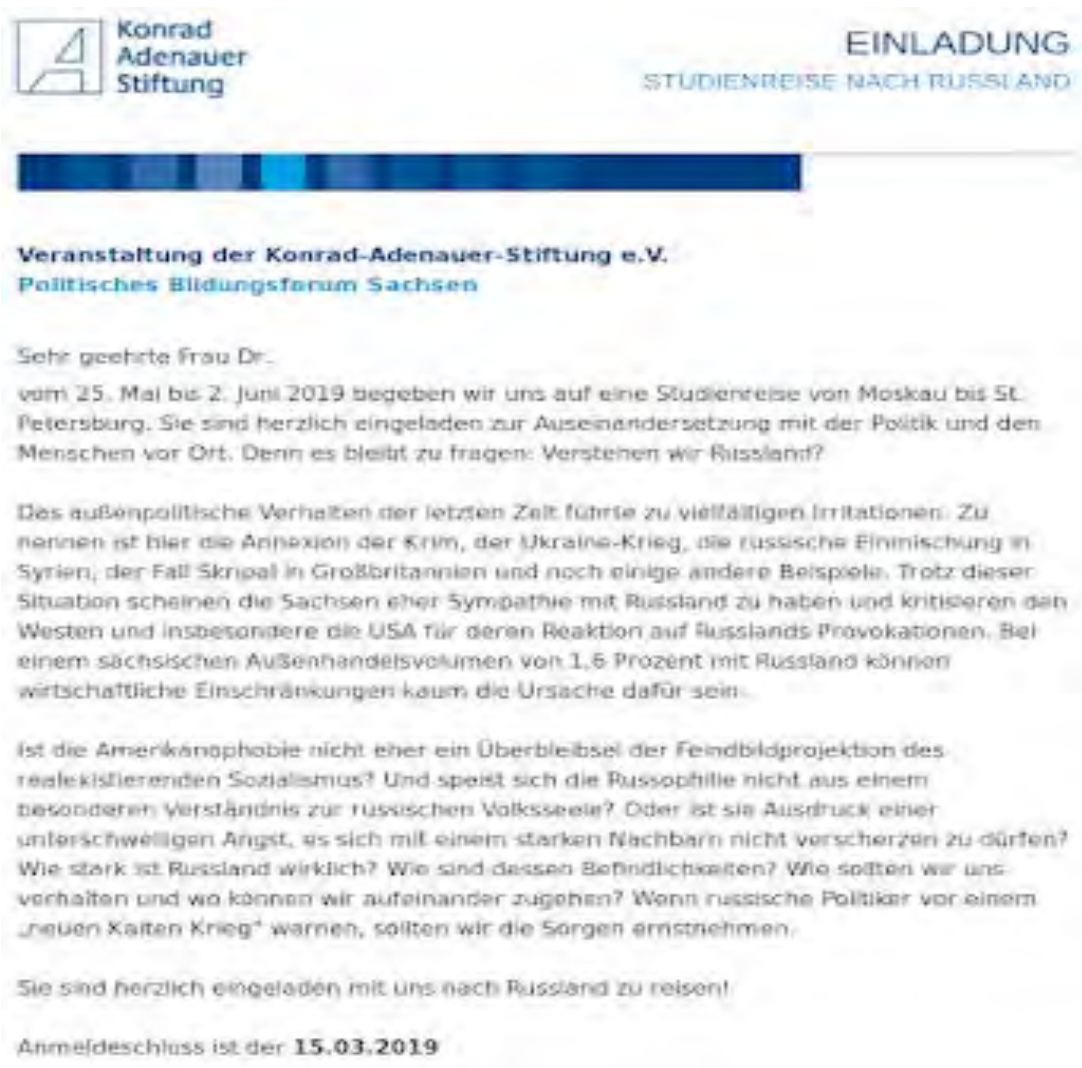 Konrad
Adenauer
Stiftung
EINLADUNG
STUDIENREISE NACH RUSSLAND
Veranstaltung der Konrad-Adenauer-Stiftung e.V.
Politisches Bildungsforum Sachsen
Sehr geehrte Frau Dr.
vom 25. Mai bis 2. Juni 2019 begeben wir uns auf eine Studienreise von Moskau bis St.
Petersburg. Sie sind herzlich eingeladen zur Auseinandersetzung mit der Politik und den
Menschen vor Ort. Denn es bleibt zu fragen: Verstehen wir Russland?
Das außenpolitische Verhalten der letzten Zeit führte zu vielfältigen Irritationen. Zu
nennen ist hier die Annexion der Krim, der Ukraine-Krieg, die russische Einmischung in
Syrien, der Fall Skripal in Großbritannien und noch einige andere Beispiele. Trotz dieser
Situation scheinen die Sachsen eher Sympathie mit Russland zu haben und kritisieren den
Westen und insbesondere die USA für deren Reaktion auf Russlands Provokationen. Bei
einem sächsischen Außenhandelsvolumen von 1,6 Prozent mit Russland können
wirtschaftliche Einschränkungen kaum die Ursache dafür sein.
Ist die Amerikanophobie nicht eher ein Überbleibsel der Feindbildprojektion des
realexistierenden Sozialismus? Und speist sich die Russophilie nicht aus einem
besonderen Verständnis zur russischen Volksseele? Oder ist sie Ausdruck einer
unterschwelligen Angst, es sich mit einem starken Nachbarn nicht verscherzen zu dürfen?
Wie stark ist Russland wirklich? Wie sind dessen Befindlichkeiten? Wie sollten wir uns
verhalten und wo können wir aufeinander zugehen? Wenn russische Politiker vor einem
„neuen Kalten Krieg“ warnen, sollten wir die Sorgen ernstnehmen.
Sie sind herzlich eingeladen mit uns nach Russland zu reisen!
Anmeldeschluss ist der 15.03.2019